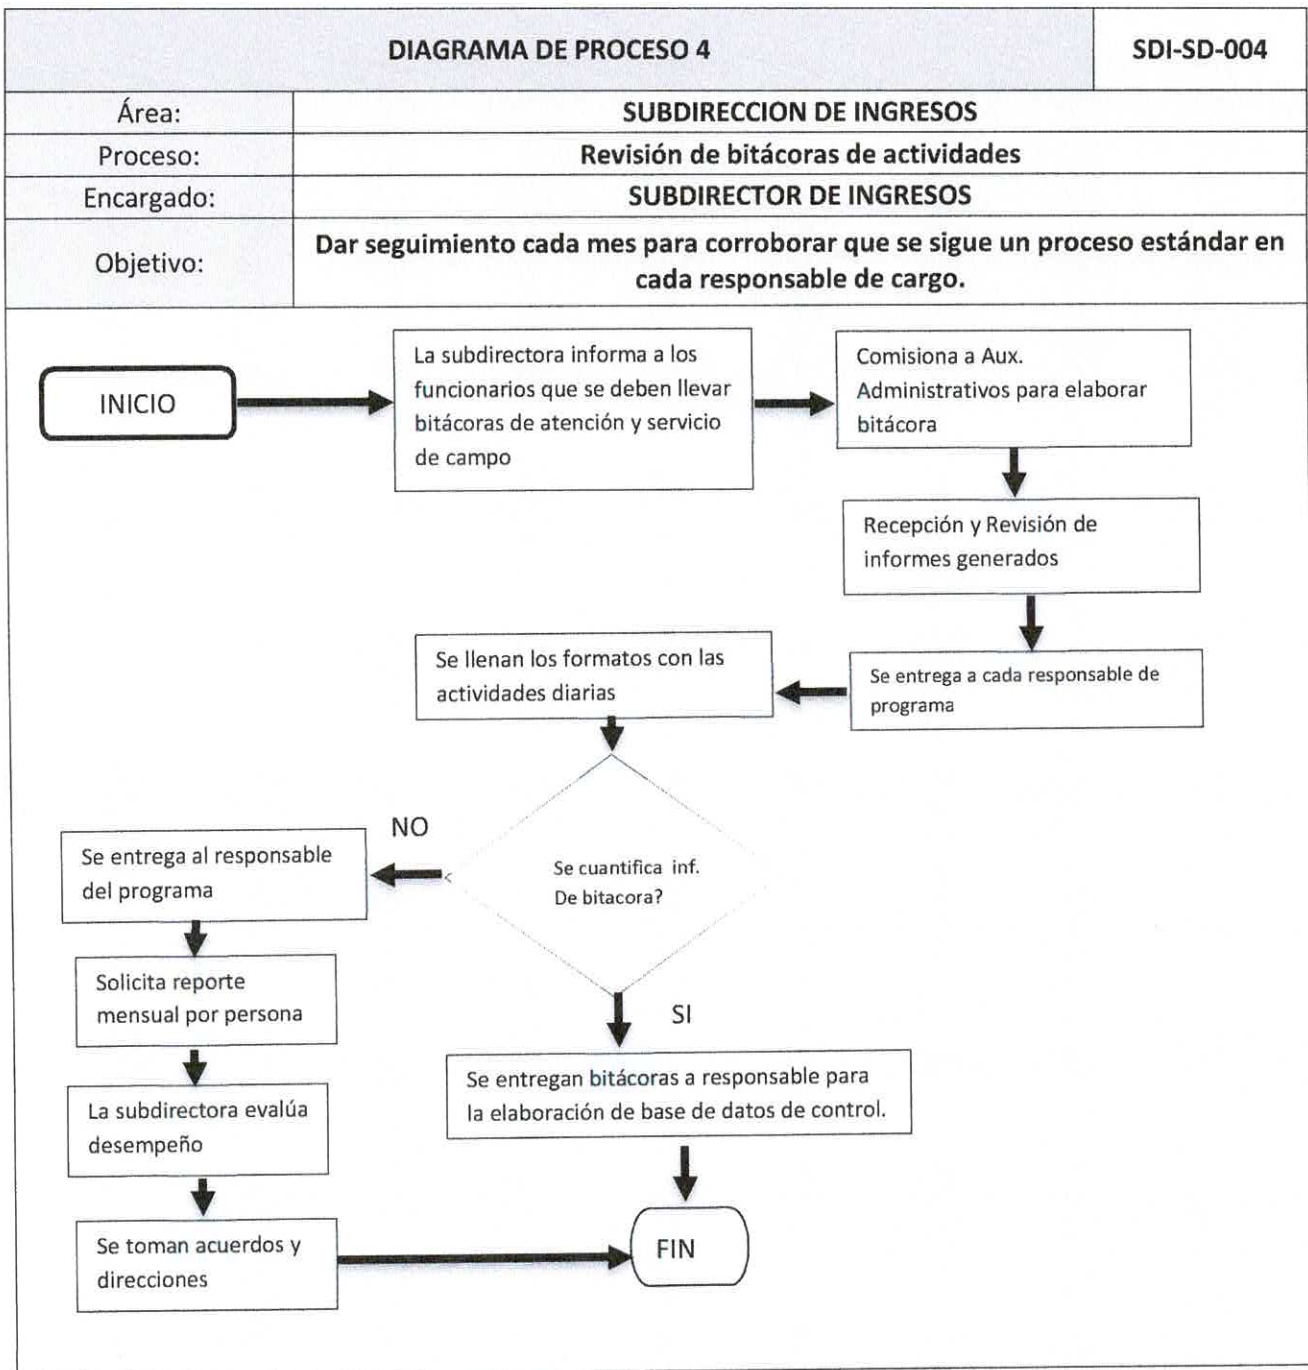 DIAGRAMA DE PROCESO 4
SDI-SD-004
Área:
SUBDIRECCION DE INGRESOS
Proceso:
Revisión de bitácoras de actividades
Encargado:
SUBDIRECTOR DE INGRESOS
Objetivo:
Dar seguimiento cada mes para corroborar que se sigue un proceso estándar en
cada responsable de cargo.
INICIO
La subdirectora informa a los
funcionarios que se deben llevar
bitácoras de atención y servicio
de campo
Comisiona a Aux.
Administrativos para elaborar
bitácora
Recepción y Revisión de
informes generados
Se entrega a cada responsable de
programa
Se llenan los formatos con las
actividades diarias
Se cuantifica inf.
De bitacora?
NO
Se entrega al responsable
del programa
Solicita reporte
mensual por persona
La subdirectora evalúa
desempeño
Se toman acuerdos y
direcciones
SI
Se entregan bitácoras a responsable para
la elaboración de base de datos de control.
FIN